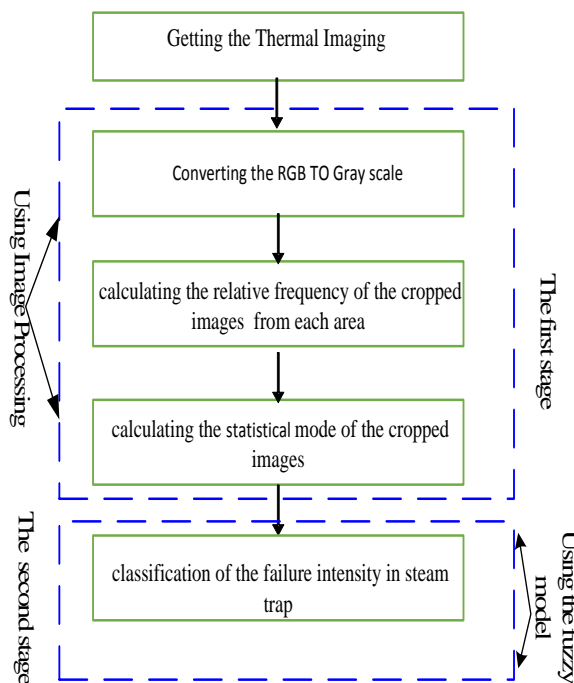 Getting the Thermal Imaging
Converting the RGB TO Gray scale
calculating the relative frequency of the cropped
images from each area
calculating the statistical mode of the cropped
images
Using Image Processing
The first stage
classification of the failure intensity in steam
trap
The second stage
Using the fuzzy
model